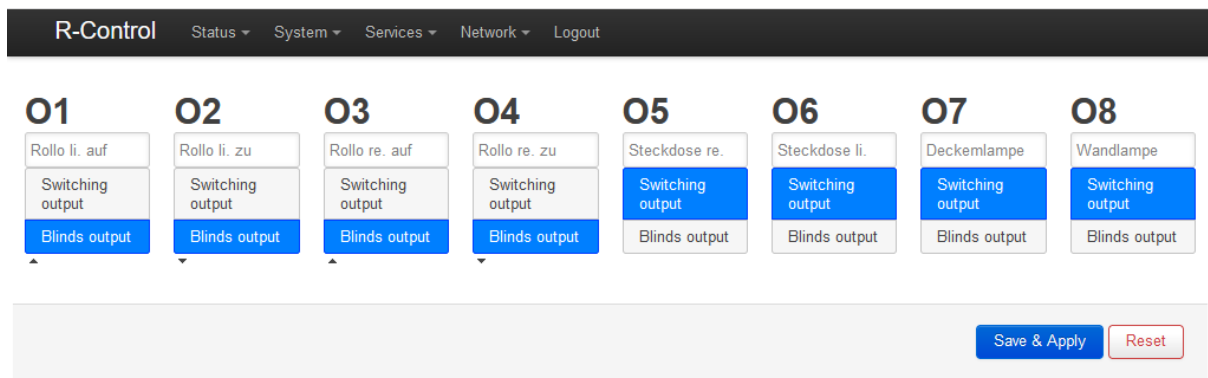 R-Control Status System Services Network Logout
O1 O2 O3 O4 O5 O6 O7 O8
Rollo li. auf Rollo li. zu Rollo re. auf Rollo re. zu Steckdose re. Steckdose li. Deckemlampe Wandlampe
Switching Switching Switching Switching Switching Switching Switching Switching
output output output output output output output output
Blinds output Blinds output Blinds output Blinds output Blinds output Blinds output Blinds output Blinds output
Save & Apply Reset